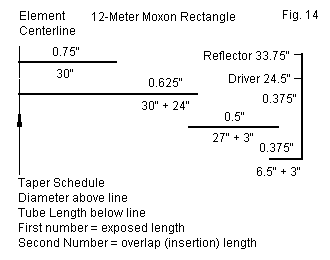 Element
Centerline
12-Meter Moxon Rectangle
Fig. 14
0.75"
30"
Reflector 33.75"
Driver 24.5"
0.625"
0.375"
30" + 24"
0.5"
27" + 3"
0.375"
6.5" + 3"
Taper Schedule
Diameter above line
Tube Length below line
First number = exposed length
Second Number = overlap (insertion) length